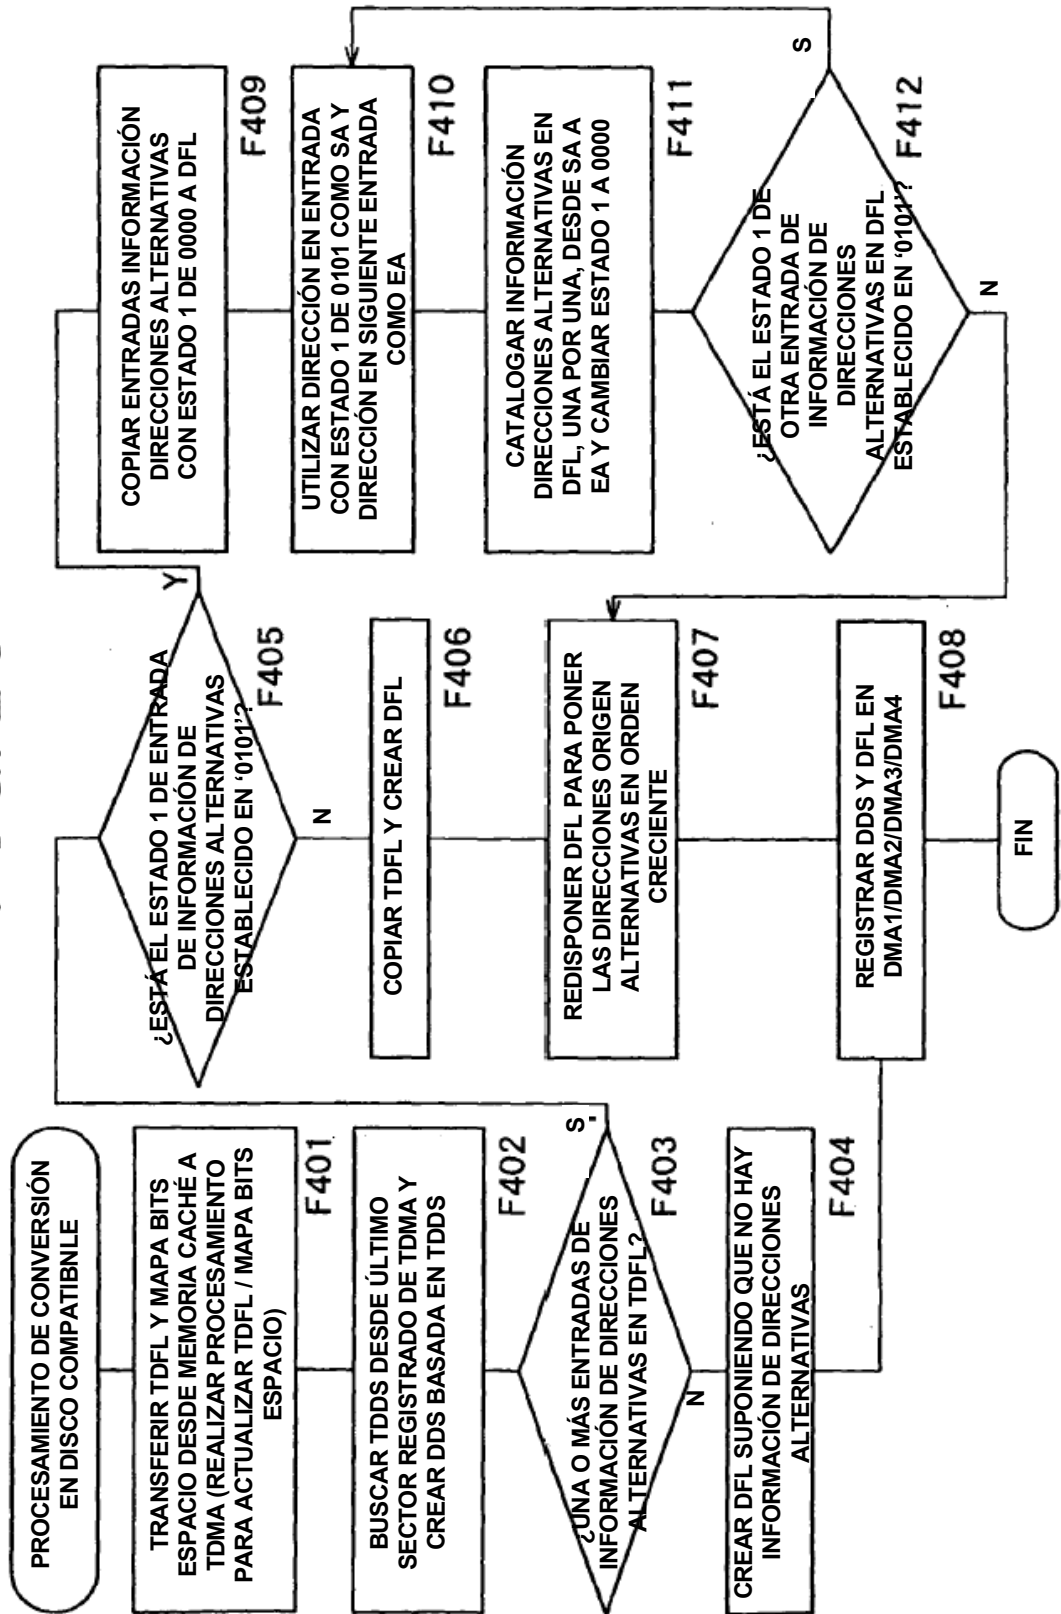 PROCESAMIENTO DE CONVERSIÓN
EN DISCO COMPATIBNLE
TRANSFERIR TDFL Y MAPA BITS
ESPACIO DESDE MEMORIA CACHÉ A
TDMA (REALIZAR PROCESAMIENTO
PARA ACTUALIZAR TDFL / MAPA BITS
ESPACIO)
F401
BUSCAR TDDS DESDE ÚLTIMO
SECTOR REGISTRADO DE TDMA Y
CREAR DDS BASADA EN TDDS
F402
¿UNA O MÁS ENTRADAS DE
INFORMACIÓN DE DIRECCIONES
ALTERNATIVAS EN TDFL?
S
F403
N
CREAR DFL SUPONIENDO QUE NO HAY
INFORMACIÓN DE DIRECCIONES
ALTERNATIVAS
F404
¿ESTÁ EL ESTADO 1 DE ENTRADA
DE INFORMACIÓN DE
DIRECCIONES ALTERNATIVAS
ESTABLECIDO EN ‘0101’?
Y
F405
N
COPIAR TDFL Y CREAR DFL
F406
REDISPONER DFL PARA PONER
LAS DIRECCIONES ORIGEN
ALTERNATIVAS EN ORDEN
CRECIENTE
F407
REGISTRAR DDS Y DFL EN
DMA1/DMA2/DMA3/DMA4
F408
FIN
COPIAR ENTRADAS INFORMACIÓN
DIRECCIONES ALTERNATIVAS
CON ESTADO 1 DE 0000 A DFL
F409
UTILIZAR DIRECCIÓN EN ENTRADA
CON ESTADO 1 DE 0101 COMO SA Y
DIRECCIÓN EN SIGUIENTE ENTRADA
COMO EA
F410
CATALOGAR INFORMACIÓN
DIRECCIONES ALTERNATIVAS EN
DFL, UNA POR UNA, DESDE SA A
EA Y CAMBIAR ESTADO 1 A 0000
F411
¿ESTÁ EL ESTADO 1 DE
OTRA ENTRADA DE
INFORMACIÓN DE
DIRECCIONES
ALTERNATIVAS EN DFL
ESTABLECIDO EN ‘0101’?
S
F412
N